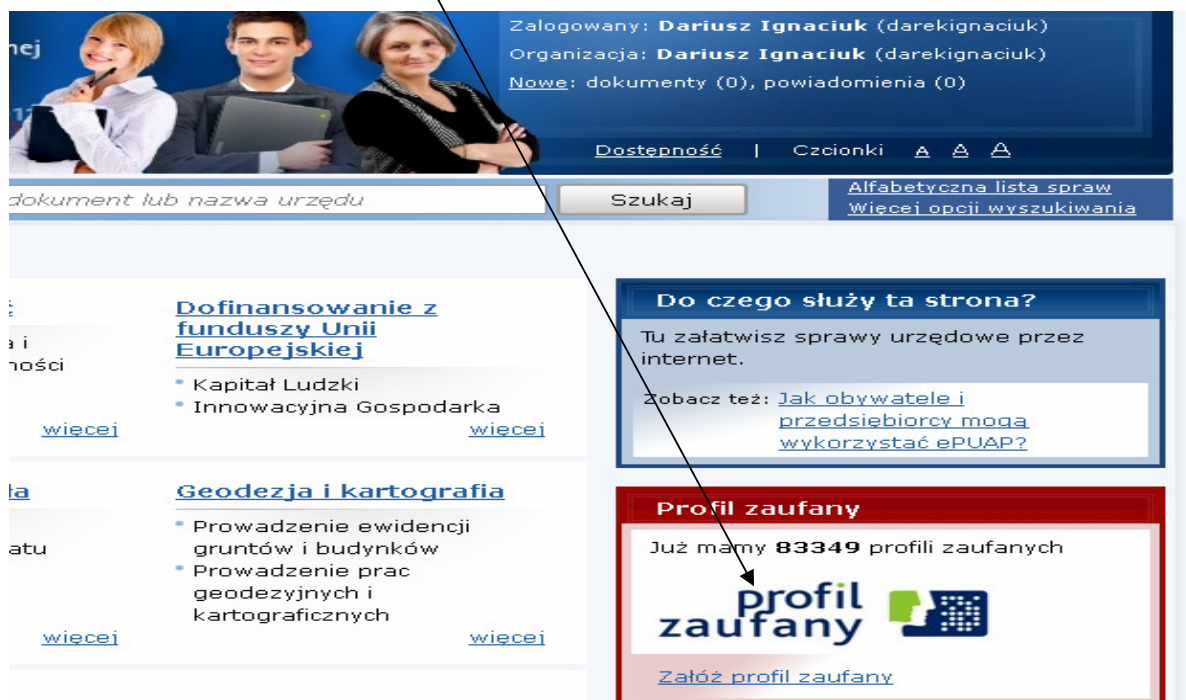 nej
Zalogowany: Dariusz Ignaciuk (darekignaciuk)
Organizacja: Dariusz Ignaciuk (darekignaciuk)
Nowe: dokumenty (0), powiadomienia (0)
Dostępność | Czcionki A A A
dokument lub nazwa urzędu
Szukaj
Alfabetyczna lista spraw
Więcej opcji wyszukiwania
a i
ności
więcej
Dofinansowanie z
funduszy Unii
Europejskiej
Kapitał Ludzki
Innowacyjna Gospodarka
więcej
Do czego służy ta strona?
Tu załatwisz sprawy urzędowe przez
internet.
Zobacz też: Jak obywatele i
przedsiębiorcy mogą
wykorzystać ePUAP?
ła
atu
więcej
Geodezja i kartografia
Prowadzenie ewidencji
gruntów i budynków
Prowadzenie prac
geodezyjnych i
kartograficznych
więcej
Profil zaufany
Już mamy 83349 profili zaufanych
profil
zaufany
Załóż profil zaufany